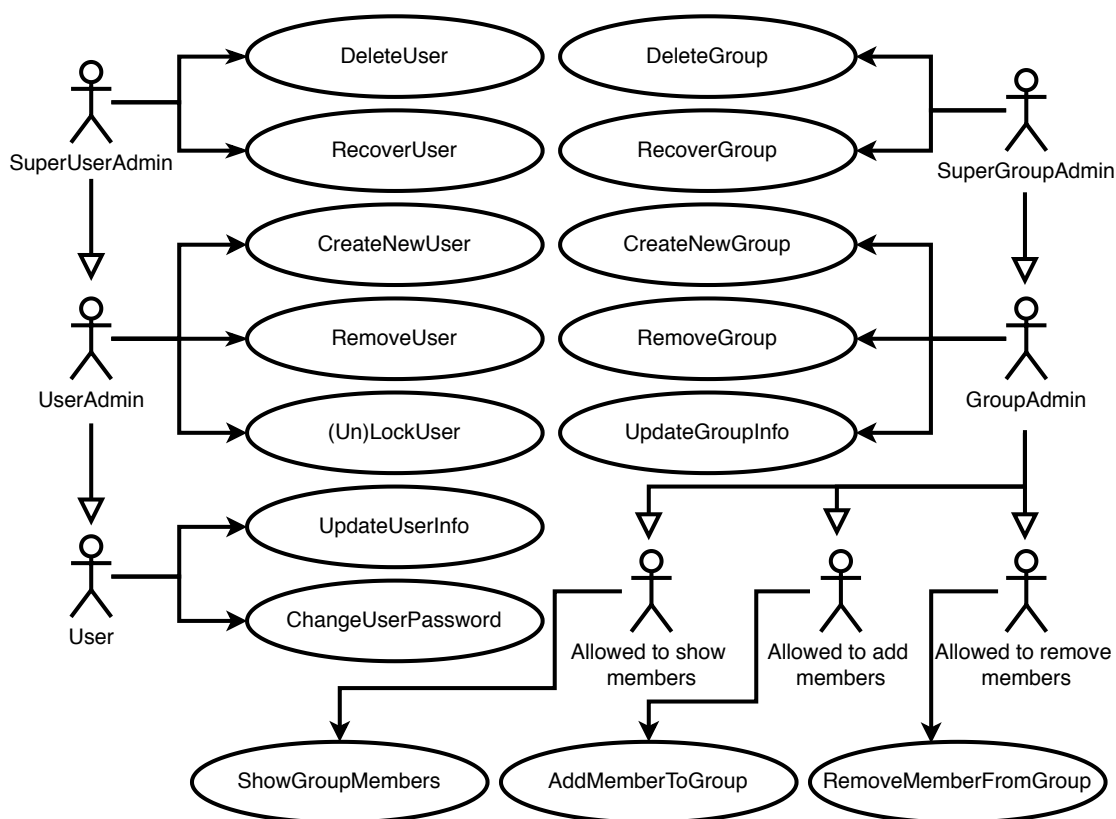 DeleteUser
DeleteGroup
SuperUserAdmin
RecoverUser
RecoverGroup
SuperGroupAdmin
CreateNewUser
CreateNewGroup
UserAdmin
RemoveUser
RemoveGroup
GroupAdmin
(Un)LockUser
UpdateGroupInfo
UpdateUserInfo
User
ChangeUserPassword
Allowed to show
members
Allowed to add
members
Allowed to remove
members
ShowGroupMembers
AddMemberToGroup
RemoveMemberFromGroup